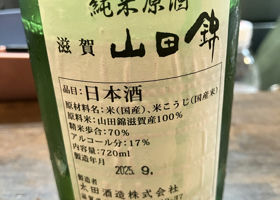 純米原酒
滋賀 山田錦
品目：日本酒
原材料名：米（国産）、米こうじ（国産米）
原料米：山田錦滋賀産100％
精米歩合：70％
アルコール分：17％
内容量：720ml
製造年月
2025.9.
製造者
太田酒造株式会社